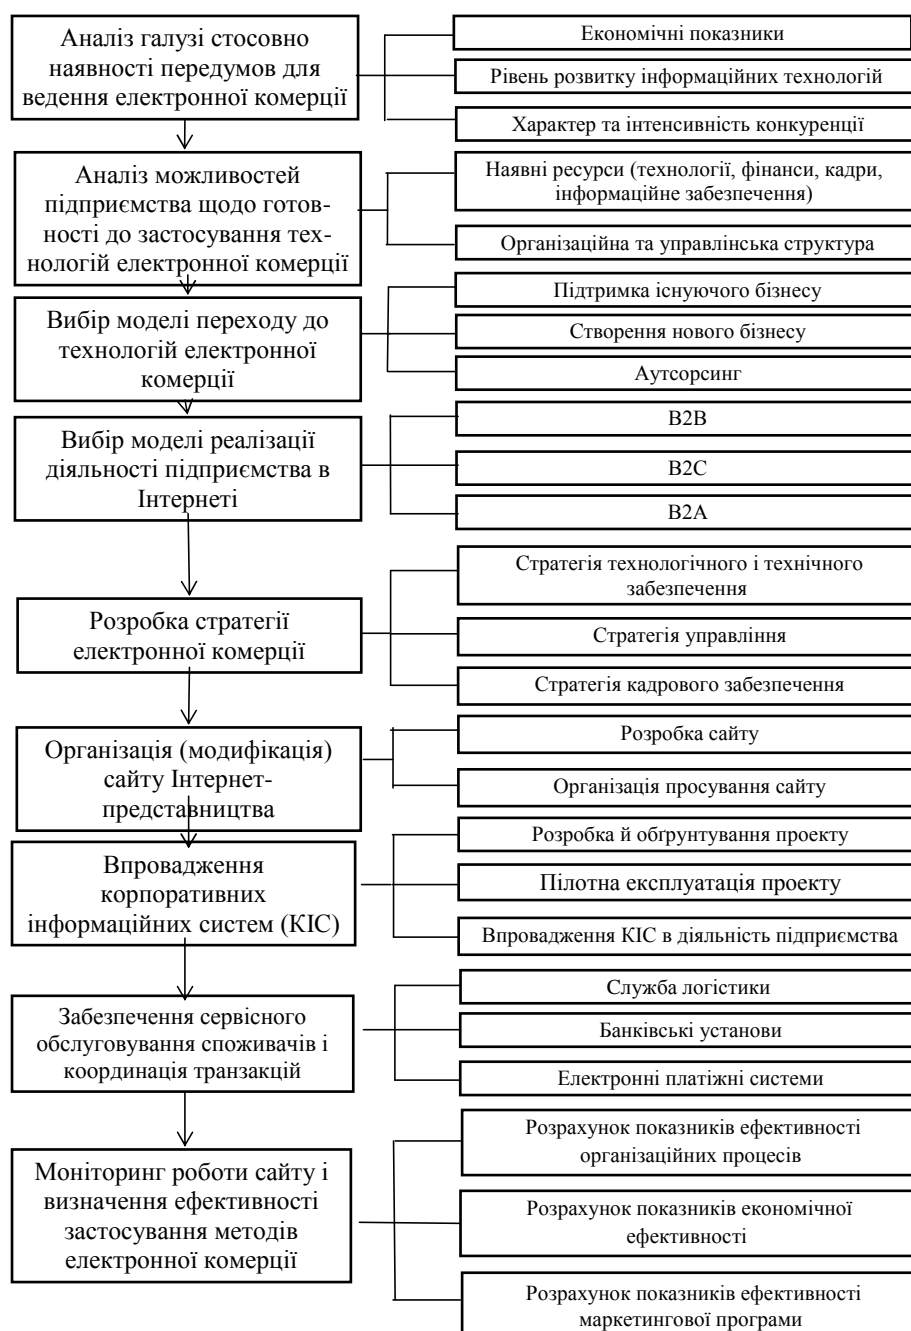 Аналіз галузі стосовно
наявності передумов для
ведення електронної комерції
Економічні показники
Рівень розвитку інформаційних технологій
Характер та інтенсивність конкуренції
Аналіз можливостей
підприємства щодо готов-
ності до застосування тех-
нологій електронної комерції
Наявні ресурси (технології, фінанси, кадри,
інформаційне забезпечення)
Організаційна та управлінська структура
Вибір моделі переходу до
технологій електронної
комерції
Підтримка існуючого бізнесу
Створення нового бізнесу
Аутсорсинг
Вибір моделі реалізації
діяльності підприємства в
Інтернеті
B2B
B2C
B2A
Розробка стратегії
електронної комерції
Стратегія технологічного і технічного
забезпечення
Стратегія управління
Стратегія кадрового забезпечення
Організація (модифікація)
сайту Інтернет-
представництва
Розробка сайту
Організація просування сайту
Впровадження
корпоративних
інформаційних систем (КІС)
Розробка й обґрунтування проекту
Пілотна експлуатація проекту
Впровадження КІС в діяльність підприємства
Забезпечення сервісного
обслуговування споживачів і
координація транзакцій
Служба логістики
Банківські установи
Електронні платіжні системи
Моніторинг роботи сайту і
визначення ефективності
застосування методів
електронної комерції
Розрахунок показників ефективності
організаційних процесів
Розрахунок показників економічної
ефективності
Розрахунок показників ефективності
маркетингової програми